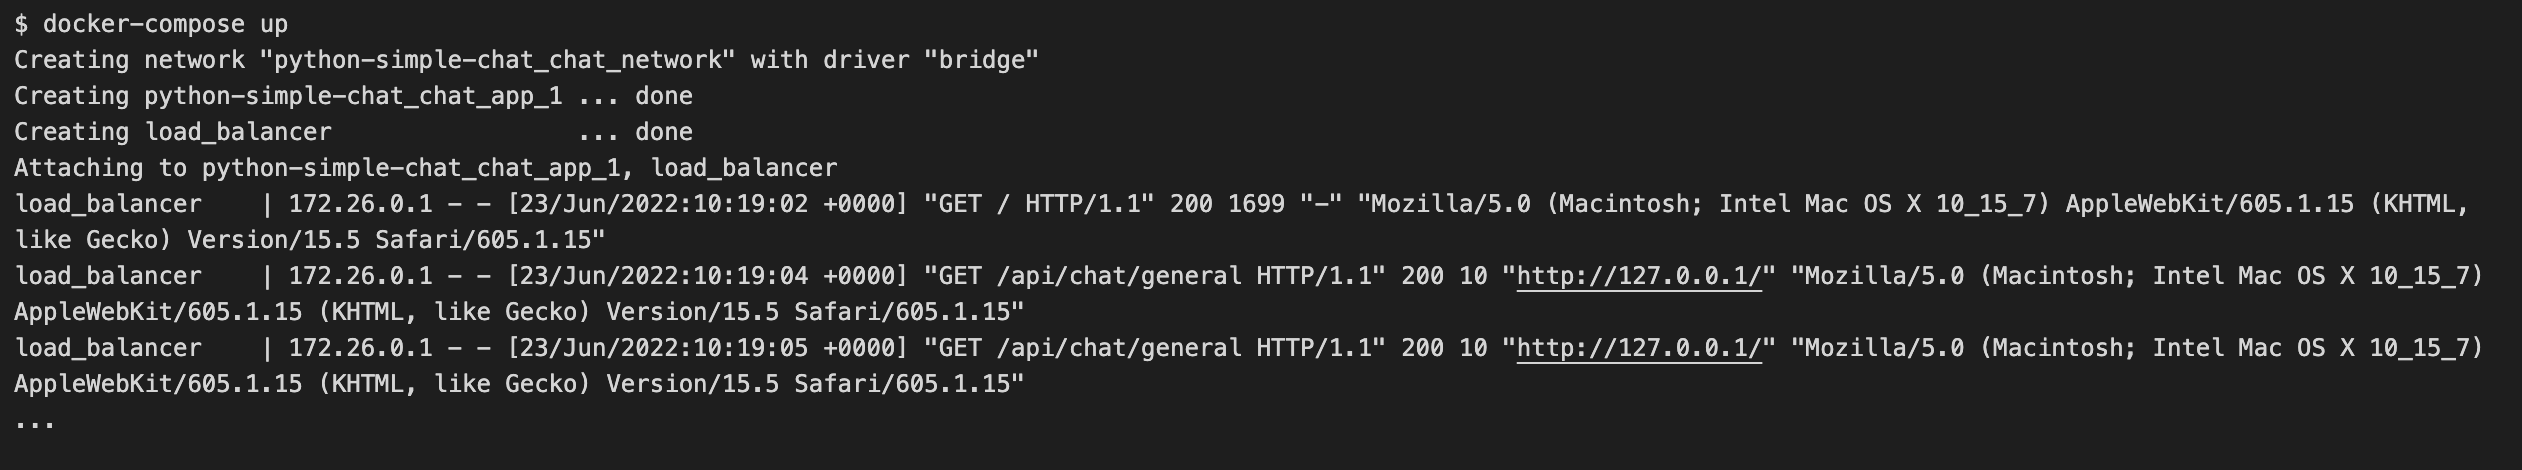 $ docker-compose up
Creating network "python-simple-chat_chat_network" with driver "bridge"
Creating python-simple-chat_chat_app_1 ... done
Creating load_balancer                 ... done
Attaching to python-simple-chat_chat_app_1, load_balancer
load_balancer    | 172.26.0.1 - - [23/Jun/2022:10:19:02 +0000] "GET / HTTP/1.1" 200 1699 "-" "Mozilla/5.0 (Macintosh; Intel Mac OS X 10_15_7) AppleWebKit/605.1.15 (KHTML,
like Gecko) Version/15.5 Safari/605.1.15"
load_balancer    | 172.26.0.1 - - [23/Jun/2022:10:19:04 +0000] "GET /api/chat/general HTTP/1.1" 200 10 "http://127.0.0.1/" "Mozilla/5.0 (Macintosh; Intel Mac OS X 10_15_7)
AppleWebKit/605.1.15 (KHTML, like Gecko) Version/15.5 Safari/605.1.15"
load_balancer    | 172.26.0.1 - - [23/Jun/2022:10:19:05 +0000] "GET /api/chat/general HTTP/1.1" 200 10 "http://127.0.0.1/" "Mozilla/5.0 (Macintosh; Intel Mac OS X 10_15_7)
AppleWebKit/605.1.15 (KHTML, like Gecko) Version/15.5 Safari/605.1.15"
...